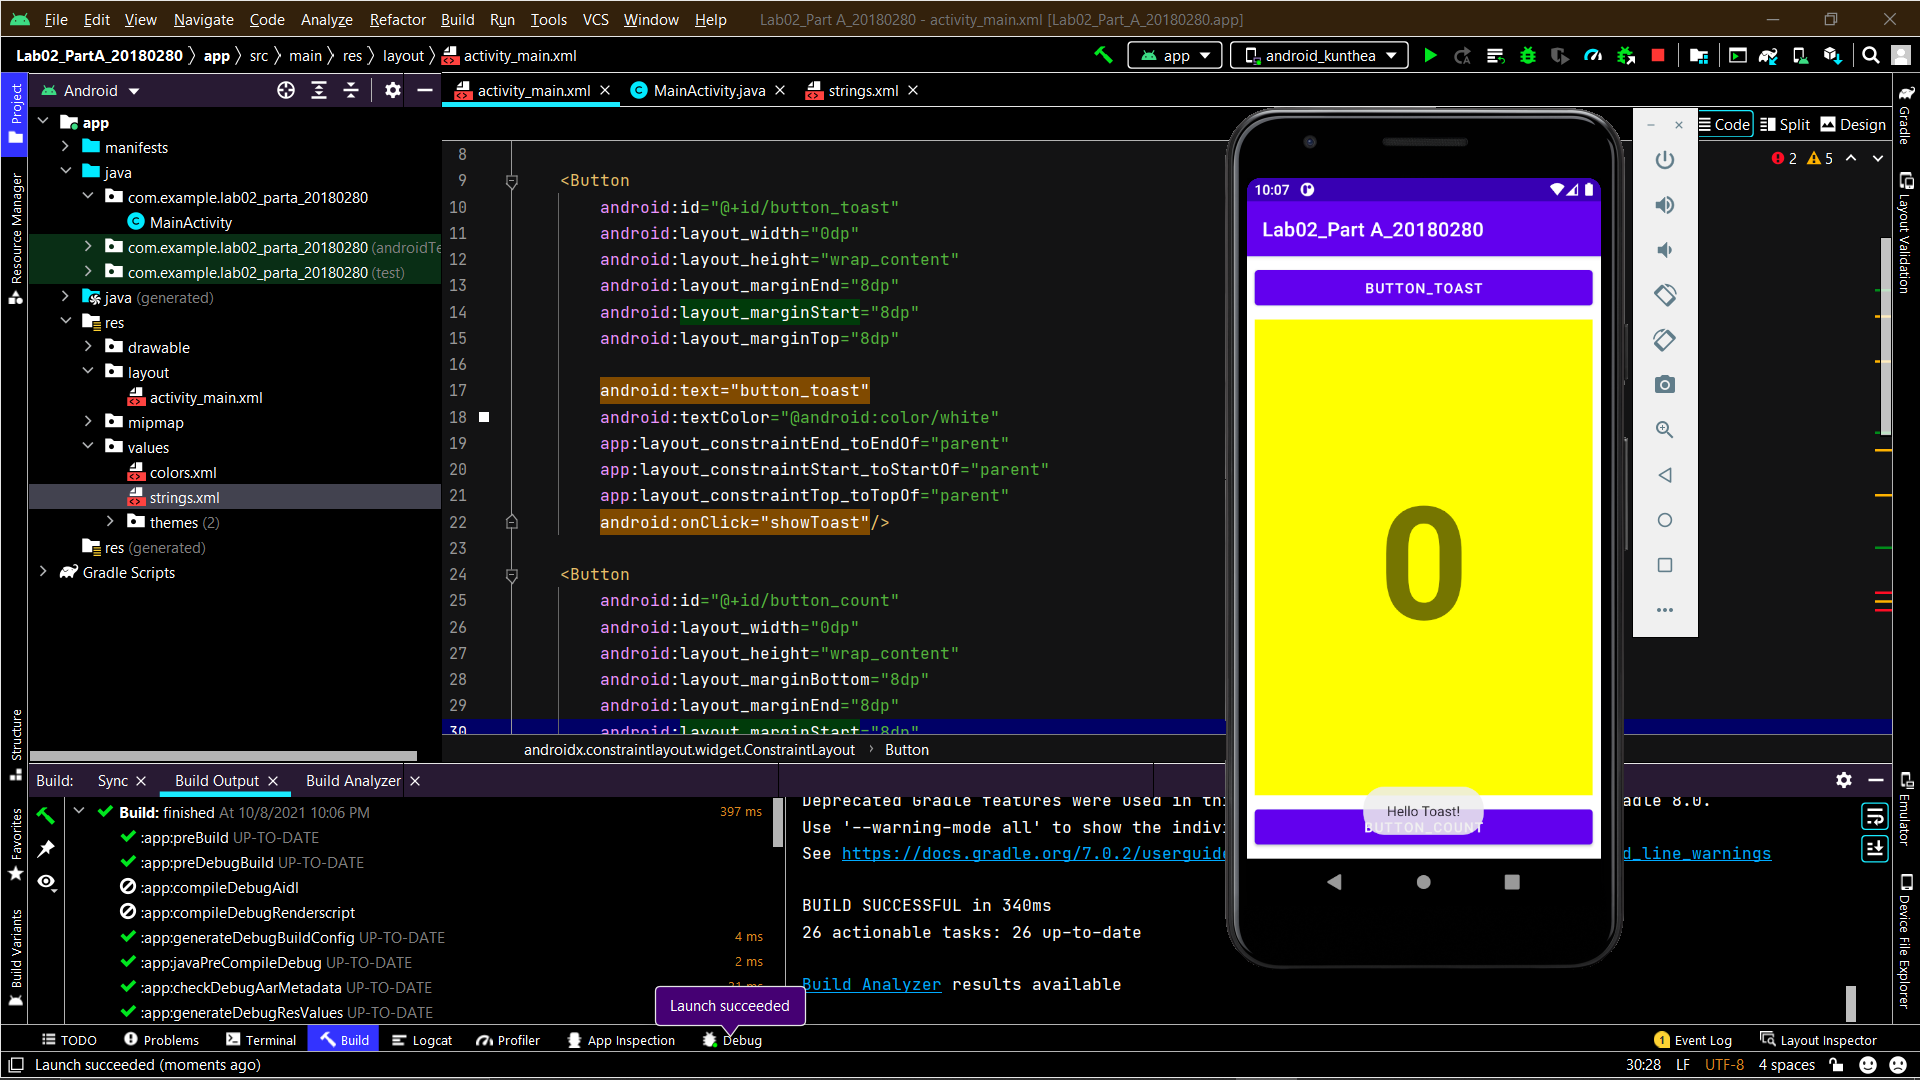 File Edit View Navigate Code Analyze Refactor Build Run Tools VCS Window Help Lab02_Part A_20180280 - activity_main.xml [Lab02_Part_A_20180280.app]
Lab02_PartA_20180280 app src main res layout activity_main.xml app android_kunthea
Project
Resource Manager
Structure
Favorites
Build Variants
Android
app
manifests
java
com.example.lab02_parta_20180280
MainActivity
com.example.lab02_parta_20180280 (androidTe
com.example.lab02_parta_20180280 (test)
java (generated)
res
drawable
layout
activity_main.xml
mipmap
values
colors.xml
strings.xml
themes (2)
res (generated)
Gradle Scripts
activity_main.xml MainActivity.java strings.xml
Code Split Design
2 5
8
9 <Button
10 android:id="@+id/button_toast"
11 android:layout_width="0dp"
12 android:layout_height="wrap_content"
13 android:layout_marginEnd="8dp"
14 android:layout_marginStart="8dp"
15 android:layout_marginTop="8dp"
16
17 android:text="button_toast"
18 android:textColor="@android:color/white"
19 app:layout_constraintEnd_toEndOf="parent"
20 app:layout_constraintStart_toStartOf="parent"
21 app:layout_constraintTop_toTopOf="parent"
22 android:onClick="showToast"/>
23
24 <Button
25 android:id="@+id/button_count"
26 android:layout_width="0dp"
27 android:layout_height="wrap_content"
28 android:layout_marginBottom="8dp"
29 android:layout_marginEnd="8dp"
30 android:layout_marginStart="8dp"
androidx.constraintlayout.widget.ConstraintLayout Button
10:07
Lab02_Part A_20180280
BUTTON_TOAST
0
Hello Toast!
BUTTON_COUNT
Gradle
Layout Validation
Emulator
Device File Explorer
Build: Sync Build Output Build Analyzer
Build: finished At 10/8/2021 10:06 PM 397 ms
:app:preBuild UP-TO-DATE
:app:preDebugBuild UP-TO-DATE
:app:compileDebugAidl
:app:compileDebugRenderscript
:app:generateDebugBuildConfig UP-TO-DATE 4 ms
:app:javaPreCompileDebug UP-TO-DATE 2 ms
:app:checkDebugAarMetadata UP-TO-DATE
:app:generateDebugResValues UP-TO-DATE
Deprecated Gradle features were used in thi adle 8.0.
Use '--warning-mode all' to show the indivi
See https://docs.gradle.org/7.0.2/userguide d_line_warnings
BUILD SUCCESSFUL in 340ms
26 actionable tasks: 26 up-to-date
Build Analyzer results available
Launch succeeded
TODO Problems Terminal Build Logcat Profiler App Inspection Debug 1 Event Log Layout Inspector
Launch succeeded (moments ago) 30:28 LF UTF-8 4 spaces